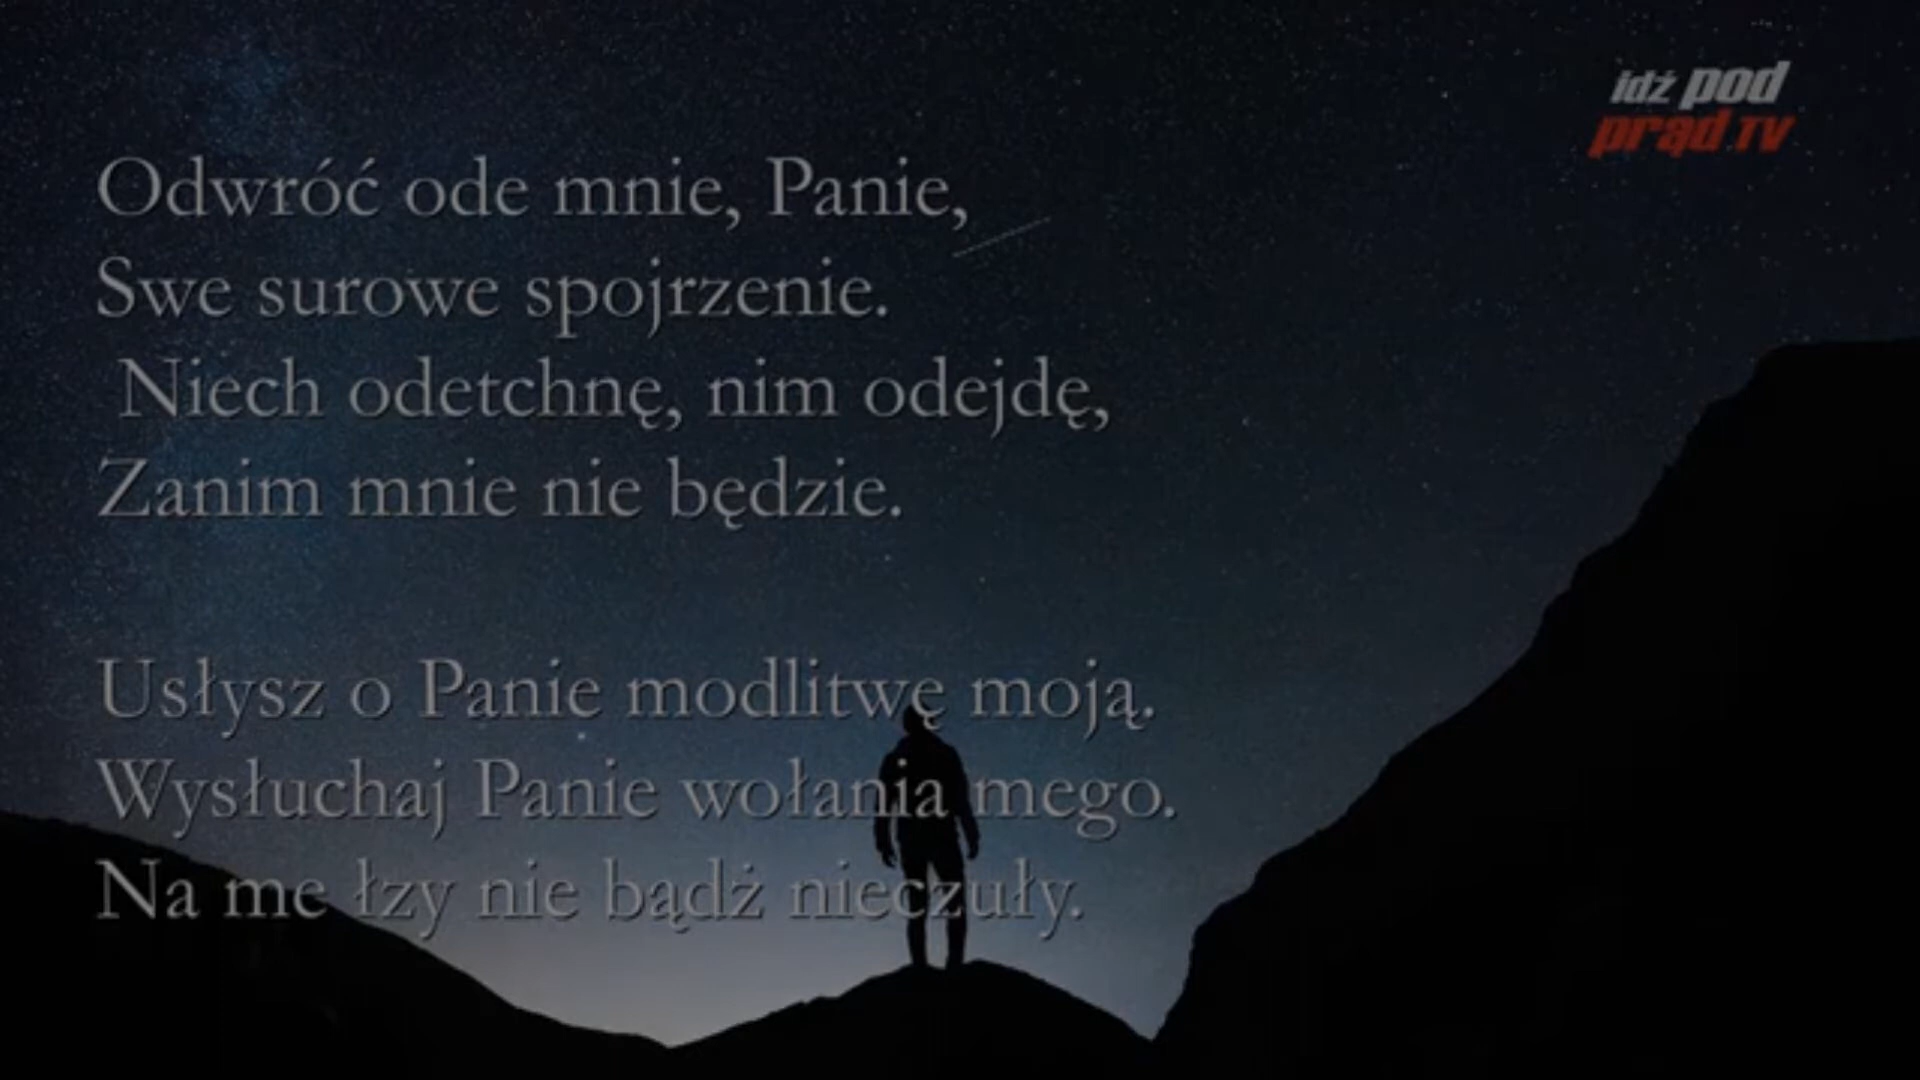 idź pod
prąd TV
Odwróć ode mnie, Panie,
Swe surowe spojrzenie.
Niech odetchnę, nim odejdę,
Zanim mnie nie będzie.
Usłysz o Panie modlitwę moją.
Wysłuchaj Panie wołania mego.
Na me łzy nie bądż nieczuły.